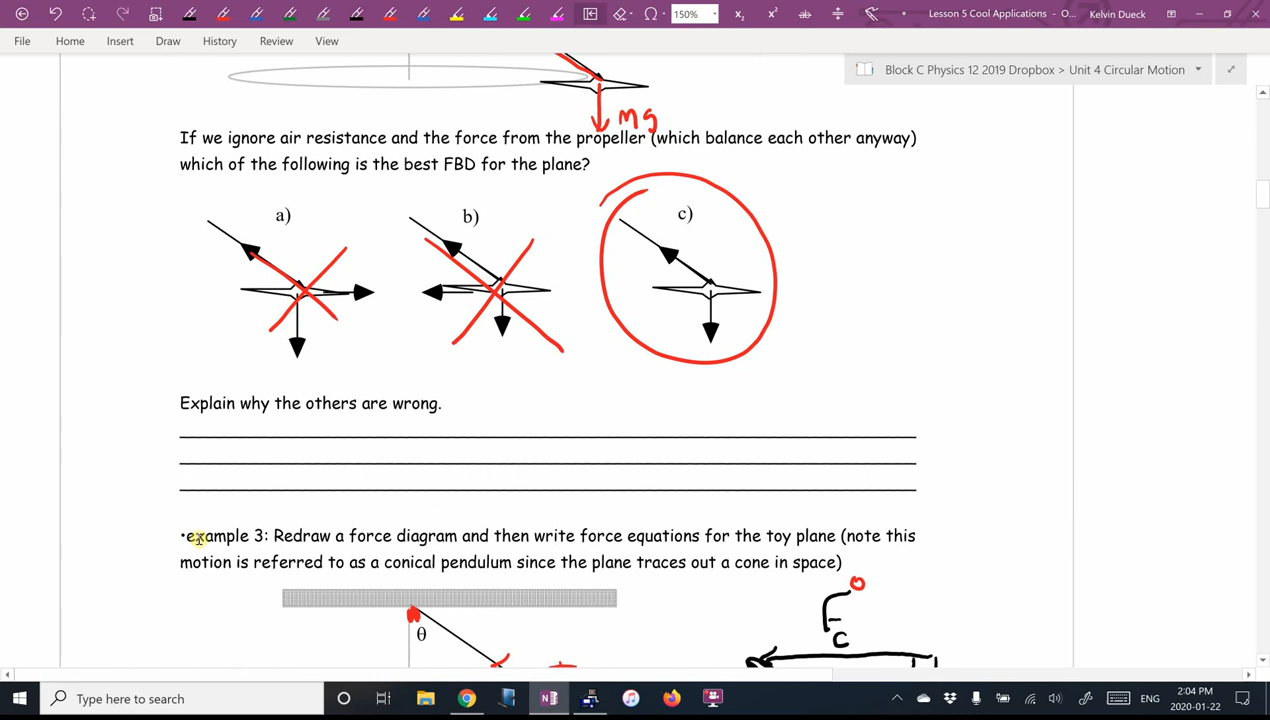 150%
x₂
x²
ab
Lesson 5 Cool Applications - O...
Kelvin Dueck
File Home Insert Draw History Review View
Block C Physics 12 2019 Dropbox > Unit 4 Circular Motion
mg
If we ignore air resistance and the force from the propeller (which balance each other anyway)
which of the following is the best FBD for the plane?
a) b) c)
Explain why the others are wrong.
•example 3: Redraw a force diagram and then write force equations for the toy plane (note this
motion is referred to as a conical pendulum since the plane traces out a cone in space)
θ
Fc
Type here to search
ENG
2:04 PM
2020-01-22